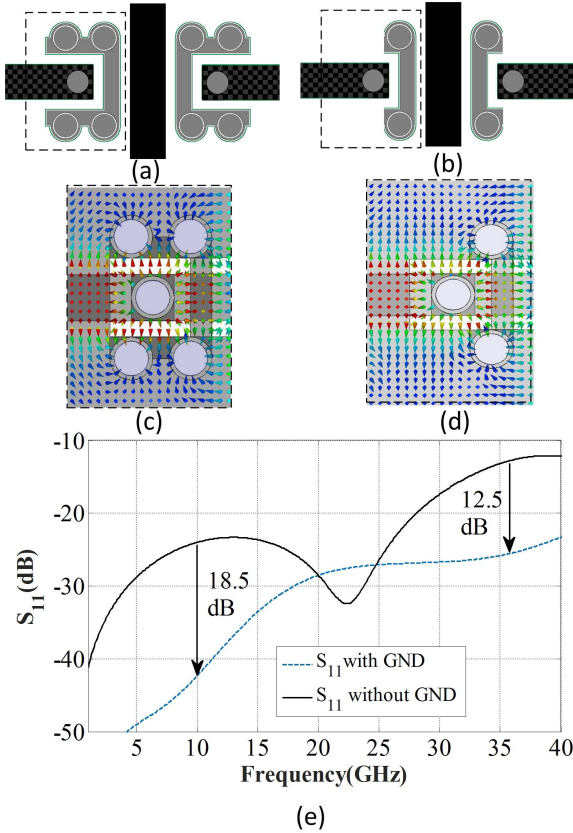 (a)
(b)
(c)
(d)
-10
-20
-30
-40
-50
S11(dB)
18.5
dB
12.5
dB
S11 with GND
S11 without GND
5 10 15 20 25 30 35 40
Frequency(GHz)
(e)